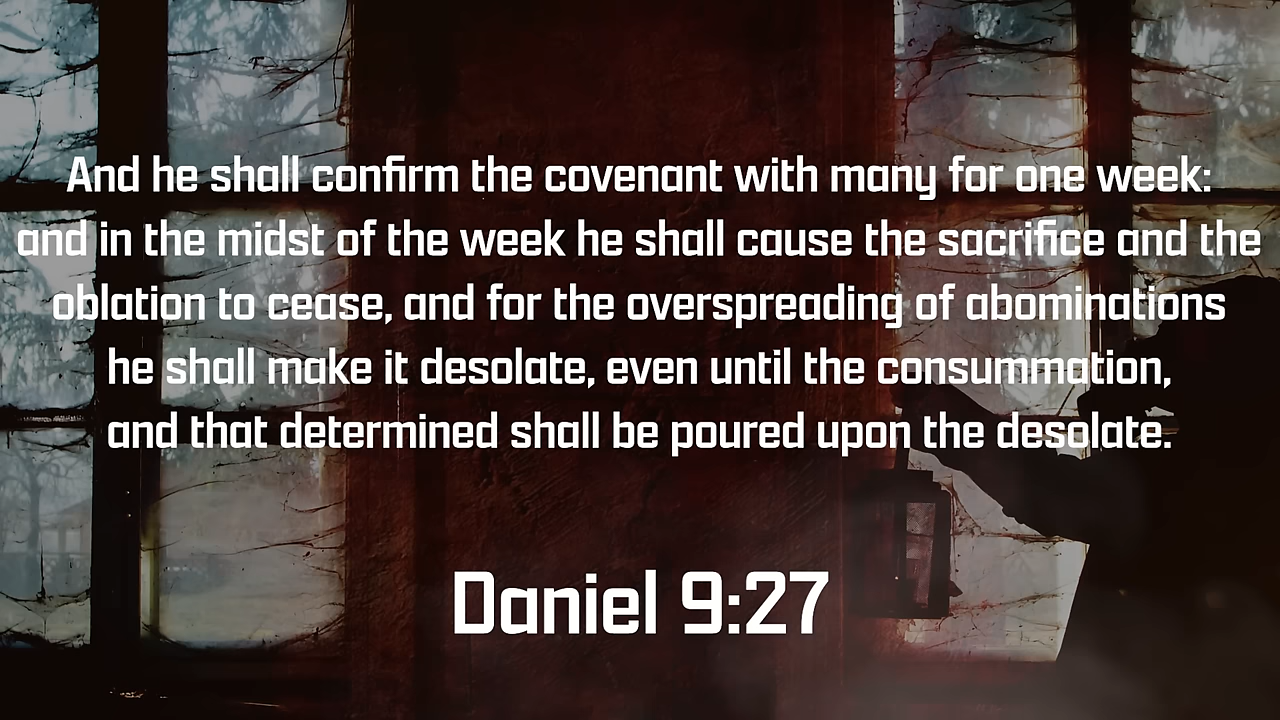 And he shall confirm the covenant with many for one week:
and in the midst of the week he shall cause the sacrifice and the
oblation to cease, and for the overspreading of abominations
he shall make it desolate, even until the consummation,
and that determined shall be poured upon the desolate.
Daniel 9:27